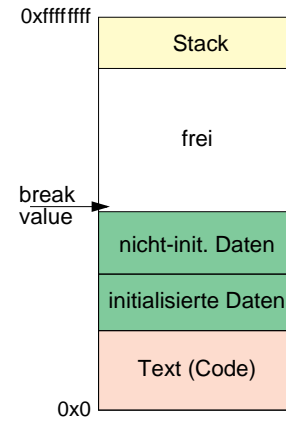 0xffffffff
Stack
frei
break
value
nicht-init. Daten
initialisierte Daten
Text (Code)
0x0